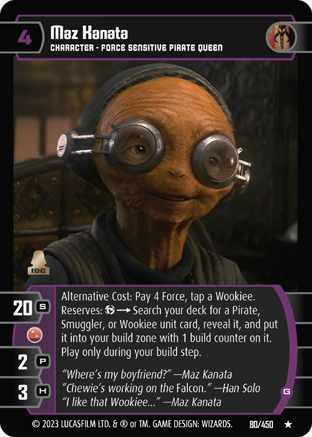 4
Maz Kanata
CHARACTER - FORCE SENSITIVE PIRATE QUEEN
IDC
20 S
2 P
3 H
Alternative Cost: Pay 4 Force, tap a Wookiee.
Reserves: → Search your deck for a Pirate,
Smuggler, or Wookiee unit card, reveal it, and put
it into your build zone with 1 build counter on it.
Play only during your build step.
"Where's my boyfriend?" —Maz Kanata
"Chewie's working on the Falcon." —Han Solo
"I like that Wookiee..." —Maz Kanata
G
© 2023 LUCASFILM LTD. & ® or TM. GAME DESIGN: WIZARDS. 80/450 ★